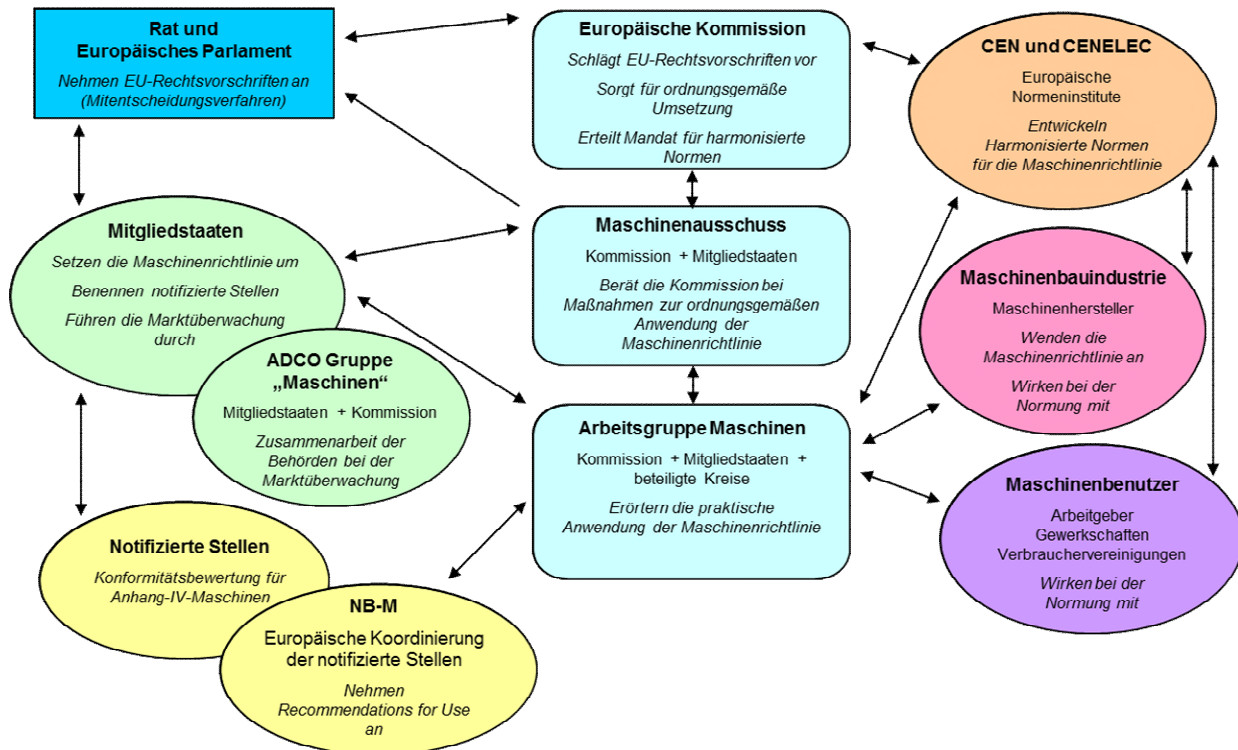 Rat und
Europäisches Parlament
Nehmen EU-Rechtsvorschriften an
(Mitentscheidungsverfahren)
Europäische Kommission
Schlägt EU-Rechtsvorschriften vor
Sorgt für ordnungsgemäße
Umsetzung
Erteilt Mandat für harmonisierte
Normen
CEN und CENELEC
Europäische
Normeninstitute
Entwickeln
Harmonisierte Normen
für die Maschinenrichtlinie
Mitgliedstaaten
Setzen die Maschinenrichtlinie um
Benennen notifizierte Stellen
Führen die Marktüberwachung
durch
Maschinenausschuss
Kommission + Mitgliedstaaten
Berät die Kommission bei
Maßnahmen zur ordnungsgemäßen
Anwendung der
Maschinenrichtlinie
Maschinenbauindustrie
Maschinenhersteller
Wenden die
Maschinenrichtlinie an
Wirken bei der
Normung mit
ADCO Gruppe
„Maschinen“
Mitgliedstaaten + Kommission
Zusammenarbeit der
Behörden bei der
Marktüberwachung
Arbeitsgruppe Maschinen
Kommission + Mitgliedstaaten +
beteiligte Kreise
Erörtern die praktische
Anwendung der Maschinenrichtlinie
Maschinenbenutzer
Arbeitgeber
Gewerkschaften
Verbrauchervereinigungen
Wirken bei der
Normung mit
Notifizierte Stellen
Konformitätsbewertung für
Anhang-IV-Maschinen
NB-M
Europäische Koordinierung
der notifizierte Stellen
Nehmen
Recommendations for Use
an